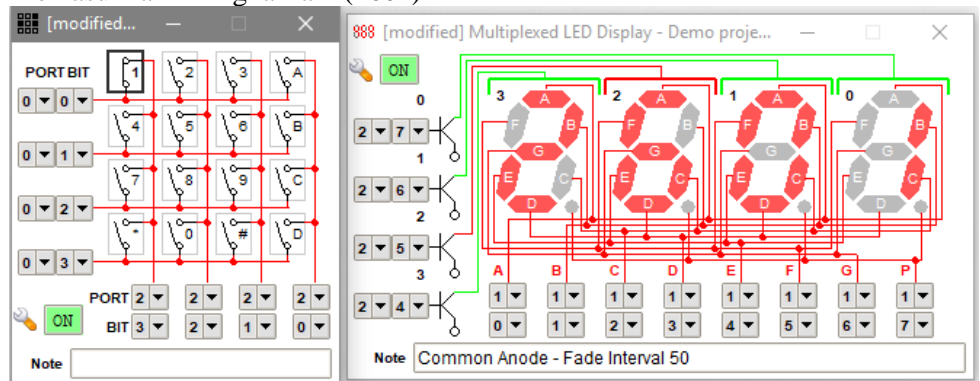 [modified...
PORT BIT
1 2 3 A
0 0
4 5 6 B
0 1
7 8 9 C
0 2
* 0 # D
0 3
PORT 2 2 2 2
ON
BIT 3 2 1 0
Note
888 [modified] Multiplexed LED Display - Demo proje...
ON
0
2 7
1
2 6
2
2 5
3
2 4
3 2 1 0
A A A A
F B F B F B F B
G G G G
E C E C E C E C
D D D D
A B C D E F G P
1 1 1 1 1 1 1 1
0 1 2 3 4 5 6 7
Note Common Anode - Fade Interval 50